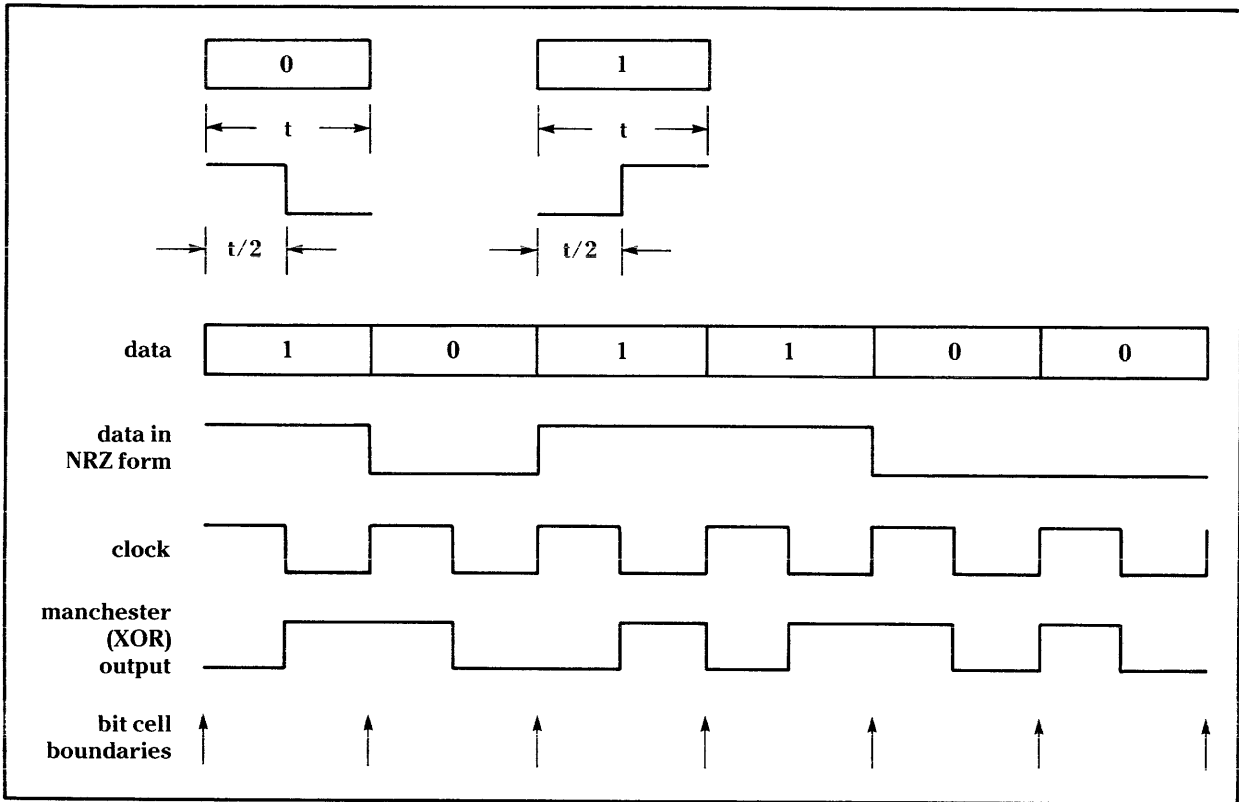 0 1
t t
t/2 t/2
data 1 0 1 1 0 0
data in
NRZ form
clock
manchester
(XOR)
output
bit cell
boundaries